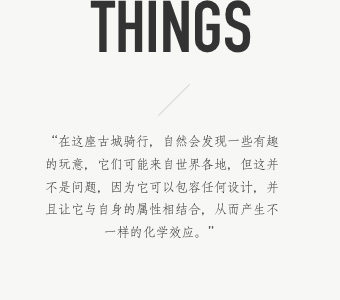 THINGS
“在这座古城骑行，自然会发现一些有趣
的玩意，它们可能来自世界各地，但这并
不是问题，因为它可以包容任何设计，并
且让它与自身的属性相结合，从而产生不
一样的化学效应。”